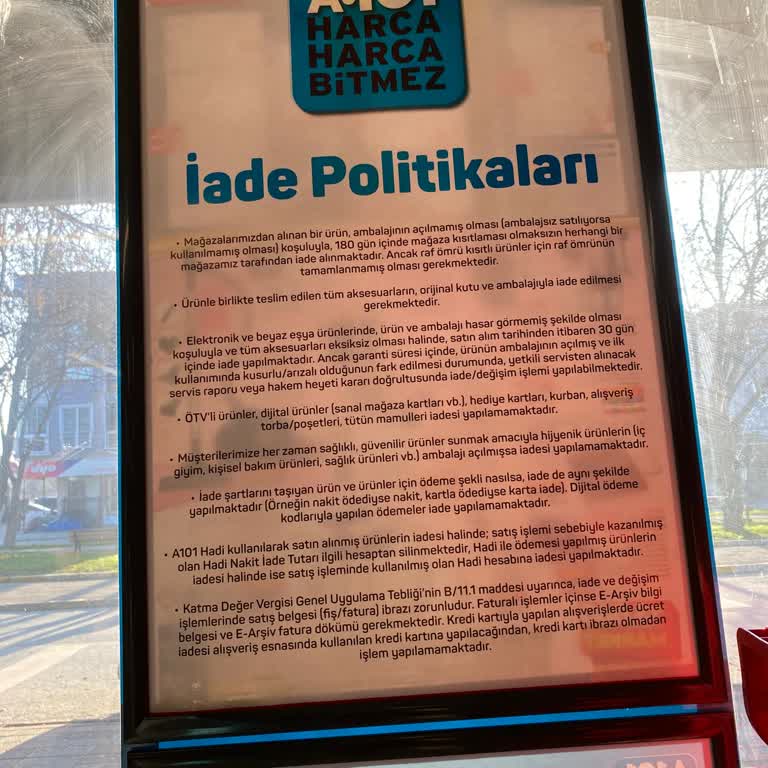 A101
HARCA
HARCA
BİTMEZ
İade Politikaları
• Mağazalarımızdan alınan bir ürün, ambalajının açılmamış olması (ambalajsız satılıyorsa
kullanılmamış olması) koşuluyla, 180 gün içinde mağaza kısıtlaması olmaksızın herhangi bir
mağazamız tarafından iade alınmaktadır. Ancak raf ömrü kısıtlı ürünler için raf ömrünün
tamamlanmamış olması gerekmektedir.
• Ürünle birlikte teslim edilen tüm aksesuarların, orijinal kutu ve ambalajıyla iade edilmesi
gerekmektedir.
• Elektronik ve beyaz eşya ürünlerinde, ürün ve ambalajı hasar görmemiş şekilde olması
koşuluyla ve tüm aksesuarları eksiksiz olması halinde, satın alım tarihinden itibaren 30 gün
içinde iade yapılmaktadır. Ancak garanti süresi içinde, ürünün ambalajının açılmış ve ilk
kullanımında kusurlu/arızalı olduğunun fark edilmesi durumunda, yetkili servisten alınacak
servis raporu veya hakem heyeti kararı doğrultusunda iade/değişim işlemi yapılabilmektedir.
• ÖTV'li ürünler, dijital ürünler (sanal mağaza kartları vb.), hediye kartları, kurban, alışveriş
torba/poşetleri, tütün mamulleri iadesi yapılamamaktadır.
• Müşterilerimize her zaman sağlıklı, güvenilir ürünler sunmak amacıyla hijyenik ürünlerin (iç
giyim, kişisel bakım ürünleri, sağlık ürünleri vb.) ambalajı açılmışsa iadesi yapılamamaktadır.
• İade şartlarını taşıyan ürün ve ürünler için ödeme şekli nasılsa, iade de aynı şekilde
yapılmaktadır (Örneğin nakit ödediyse nakit, kartla ödediyse karta iade). Dijital ödeme
kodlarıyla yapılan ödemeler iade yapılamamaktadır.
• A101 Hadi kullanılarak satın alınmış ürünlerin iadesi halinde; satış işlemi sebebiyle kazanılmış
olan Hadi Nakit İade Tutarı ilgili hesaptan silinmektedir, Hadi ile ödemesi yapılmış ürünlerin
iadesi halinde ise satış işleminde kullanılmış olan Hadi hesabına iadesi yapılmaktadır.
• Katma Değer Vergisi Genel Uygulama Tebliği'nin B/11.1 maddesi uyarınca, iade ve değişim
işlemlerinde satış belgesi (fiş/fatura) ibrazı zorunludur. Faturalı işlemler içinse E-Arşiv bilgi
belgesi ve E-Arşiv fatura dökümü gerekmektedir. Kredi kartıyla yapılan alışverişlerde ücret
iadesi alışveriş esnasında kullanılan kredi kartına yapılacağından, kredi kartı ibrazı olmadan
işlem yapılamamaktadır.